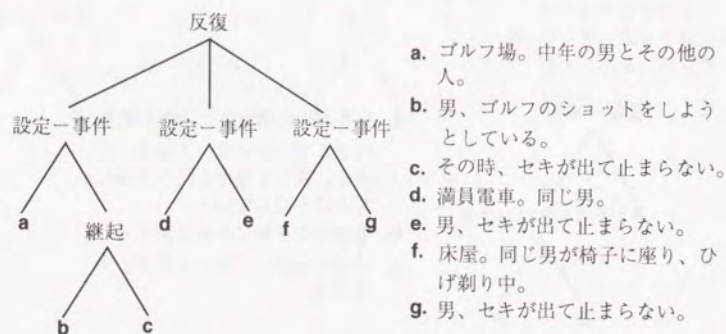 反復
設定ー事件 設定ー事件 設定ー事件
a 継起 d e f g
b c
a. ゴルフ場。中年の男とその他の
人。
b. 男、ゴルフのショットをしよう
としている。
c. その時、セキが出て止まらない。
d. 満員電車。同じ男。
e. 男、セキが出て止まらない。
f. 床屋。同じ男が椅子に座り、ひ
げ剃り中。
g. 男、セキが出て止まらない。